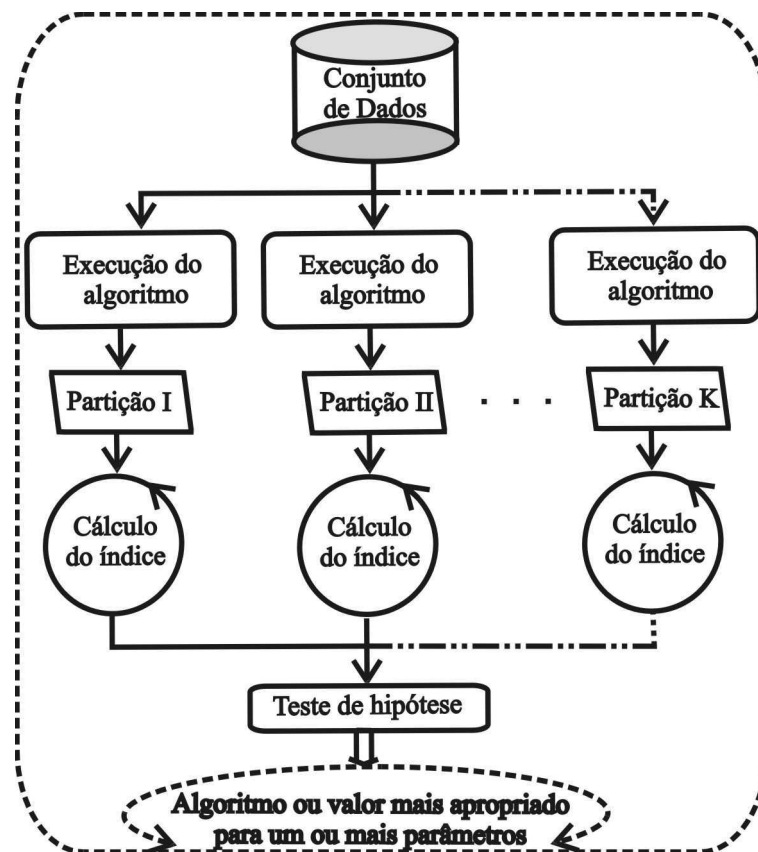 Conjunto
de Dados
Execução do
algoritmo
Execução do
algoritmo
Execução do
algoritmo
Partição I
Partição II
. . .
Partição K
Cálculo
do índice
Cálculo
do índice
Cálculo
do índice
Teste de hipótese
Algoritmo ou valor mais apropriado
para um ou mais parâmetros